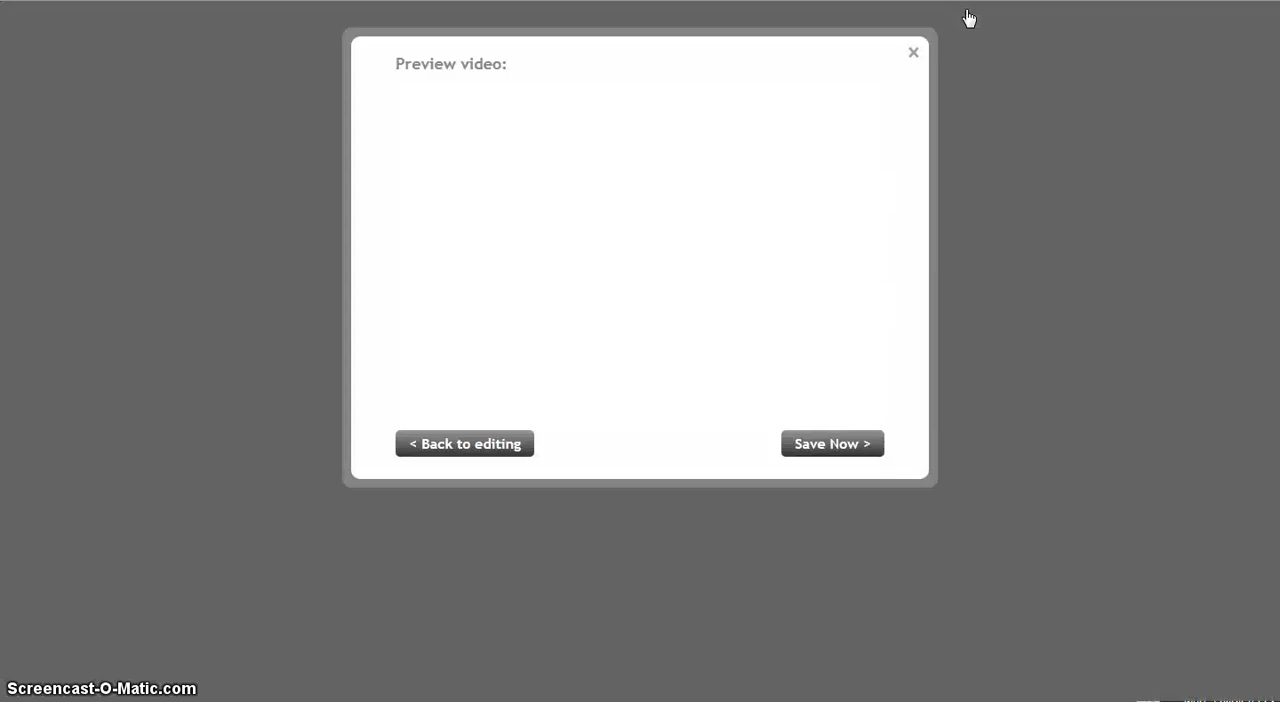 Preview video:
×
< Back to editing
Save Now >
Screencast-O-Matic.com